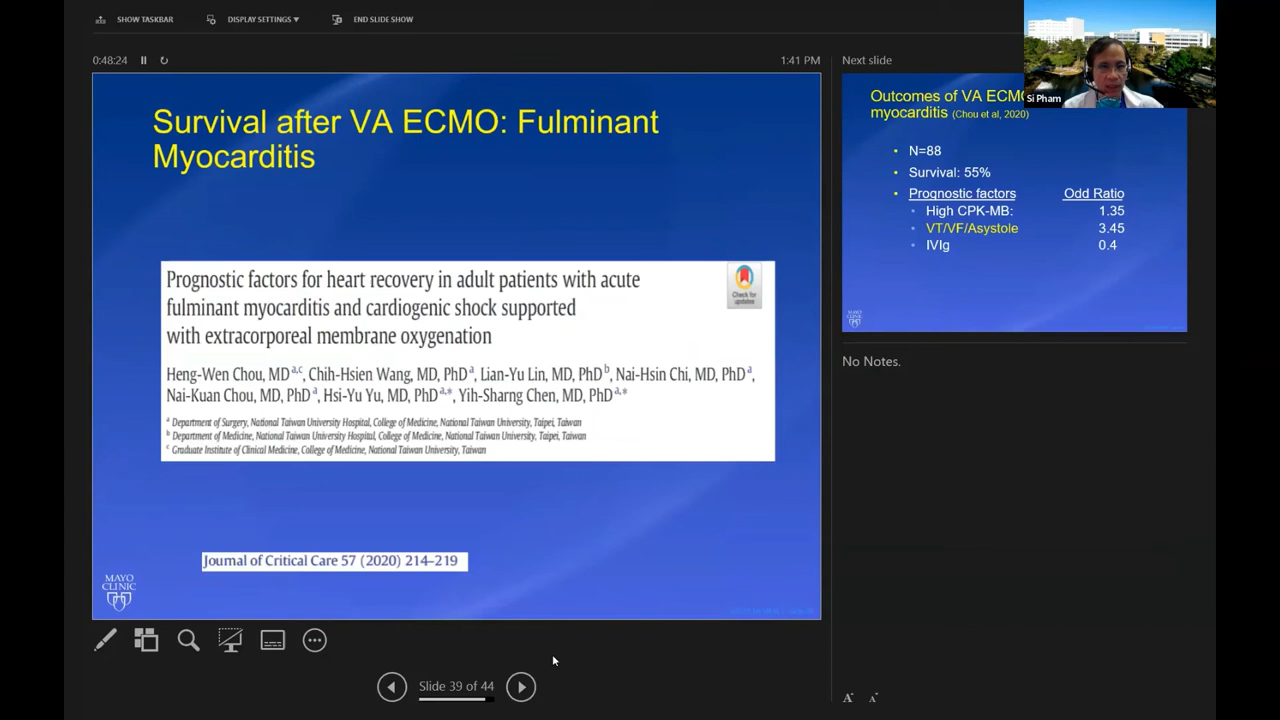 SHOW TASKBAR
DISPLAY SETTINGS ▼
END SLIDE SHOW
0:48:24
1:41 PM
Survival after VA ECMO: Fulminant
Myocarditis
Prognostic factors for heart recovery in adult patients with acute
fulminant myocarditis and cardiogenic shock supported
with extracorporeal membrane oxygenation
Check for
updates
Heng-Wen Chou, MD a,c, Chih-Hsien Wang, MD, PhD a, Lian-Yu Lin, MD, PhD b, Nai-Hsin Chi, MD, PhD a,
Nai-Kuan Chou, MD, PhD a, Hsi-Yu Yu, MD, PhD a,*, Yih-Sharng Chen, MD, PhD a,*
a Department of Surgery, National Taiwan University Hospital, College of Medicine, National Taiwan University, Taipei, Taiwan
b Department of Medicine, National Taiwan University Hospital, College of Medicine, National Taiwan University, Taipei, Taiwan
c Graduate Institute of Clinical Medicine, College of Medicine, National Taiwan University, Taiwan
Journal of Critical Care 57 (2020) 214–219
MAYO
CLINIC
Slide 39 of 44
Next slide
Si Pham
Outcomes of VA ECMO
myocarditis (Chou et al, 2020)
• N=88
• Survival: 55%
• Prognostic factors Odd Ratio
• High CPK-MB: 1.35
• VT/VF/Asystole 3.45
• IVIg 0.4
MAYO
CLINIC
No Notes.
A A